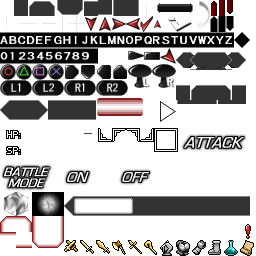 ABCDEFGHIJKLMNOPQRSTUVWXYZ
0123456789
L1 L2 R1 R2
HP:
SP:
ATTACK
BATTLE
MODE ON OFF